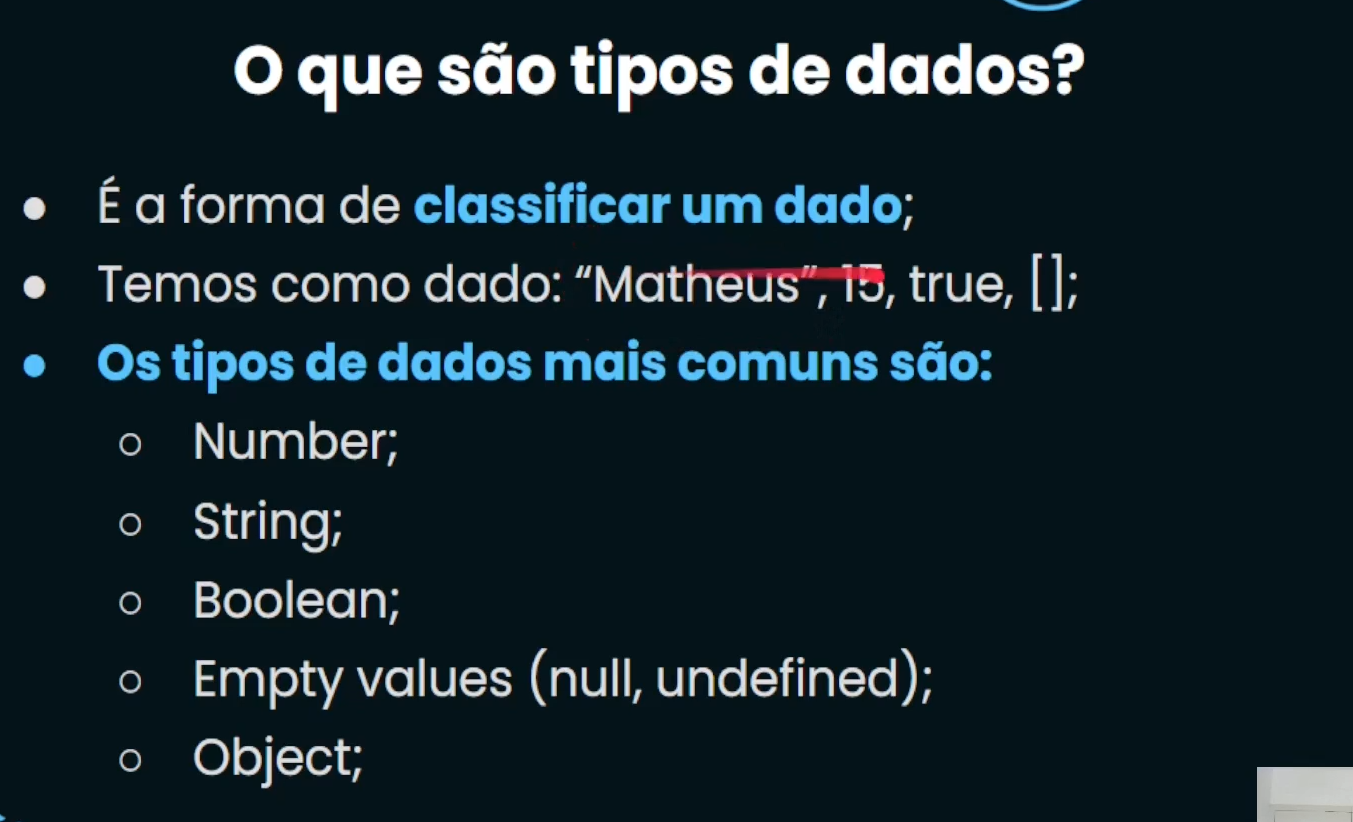 O que são tipos de dados?
● É a forma de classificar um dado;
● Temos como dado: “Matheus”, 15, true, [];
● Os tipos de dados mais comuns são:
○ Number;
○ String;
○ Boolean;
○ Empty values (null, undefined);
○ Object;